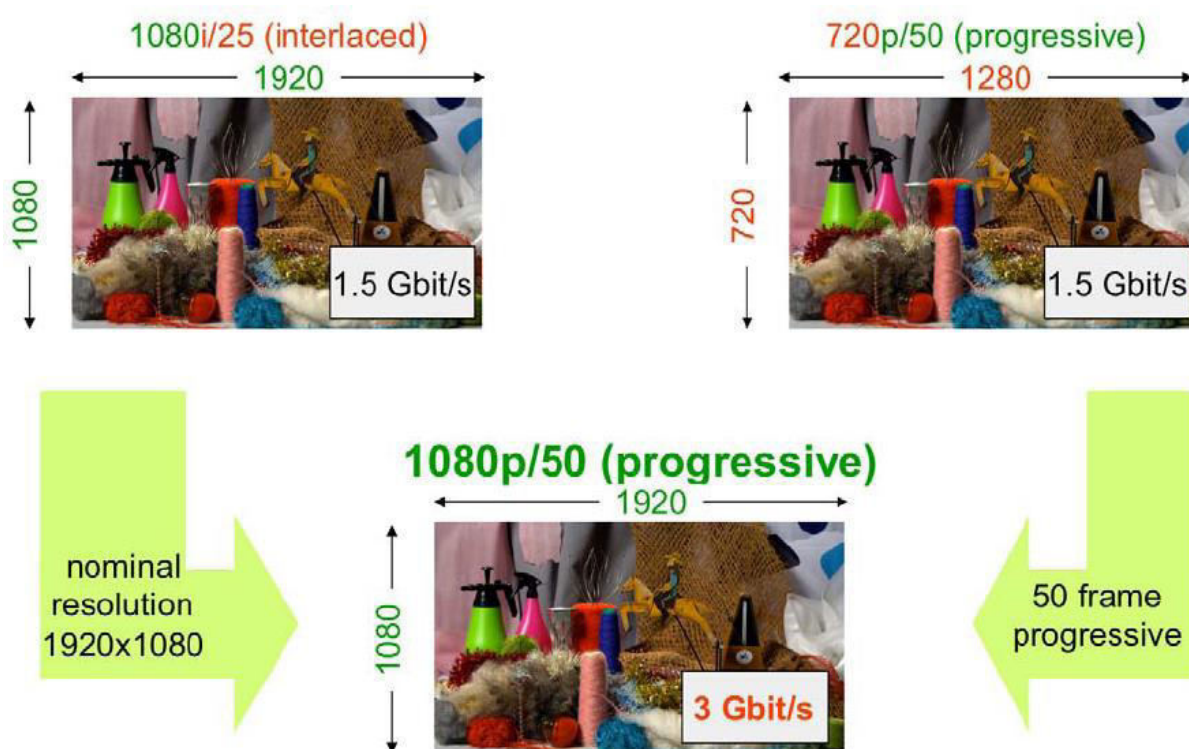 1080i/25 (interlaced)
1920
1080
1.5 Gbit/s
720p/50 (progressive)
1280
720
1.5 Gbit/s
nominal
resolution
1920x1080
1080p/50 (progressive)
1920
1080
3 Gbit/s
50 frame
progressive